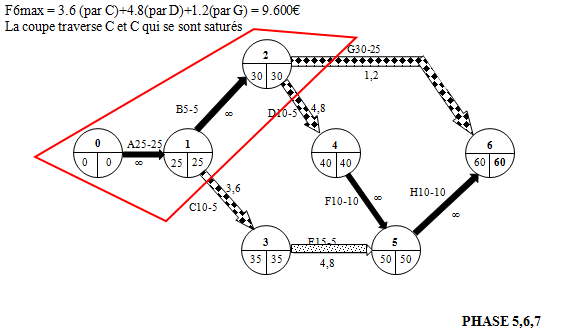 F6max = 3.6 (par C)+4.8(par D)+1.2(par G) = 9.600€
La coupe traverse C et C qui se sont saturés
G30-25
2
30 30
1,2
B5-5
∞
D10-5
4,8
0
0 0
A25-25
∞
1
25 25
4
40 40
6
60 60
3,6
C10-5
F10-10
∞
H10-10
∞
3
35 35
E15-5
4,8
5
50 50
PHASE 5,6,7